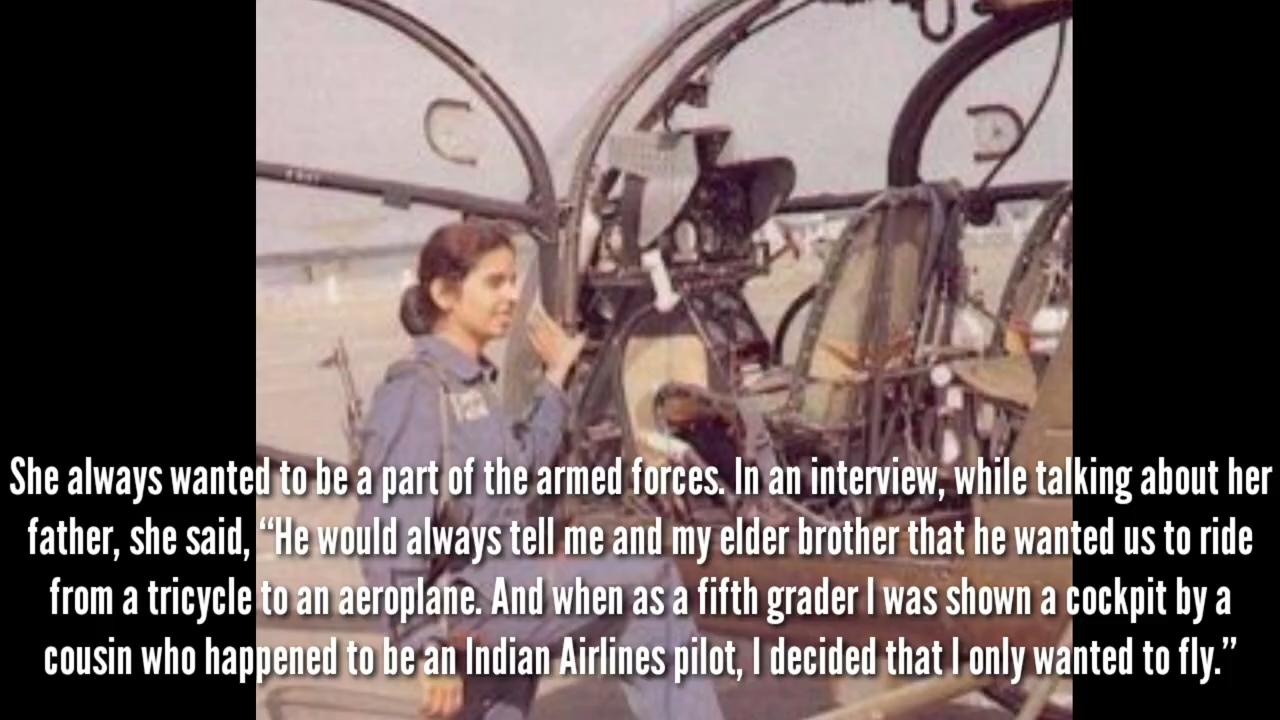 She always wanted to be a part of the armed forces. In an interview, while talking about her
father, she said, “He would always tell me and my elder brother that he wanted us to ride
from a tricycle to an aeroplane. And when as a fifth grader I was shown a cockpit by a
cousin who happened to be an Indian Airlines pilot, I decided that I only wanted to fly.”